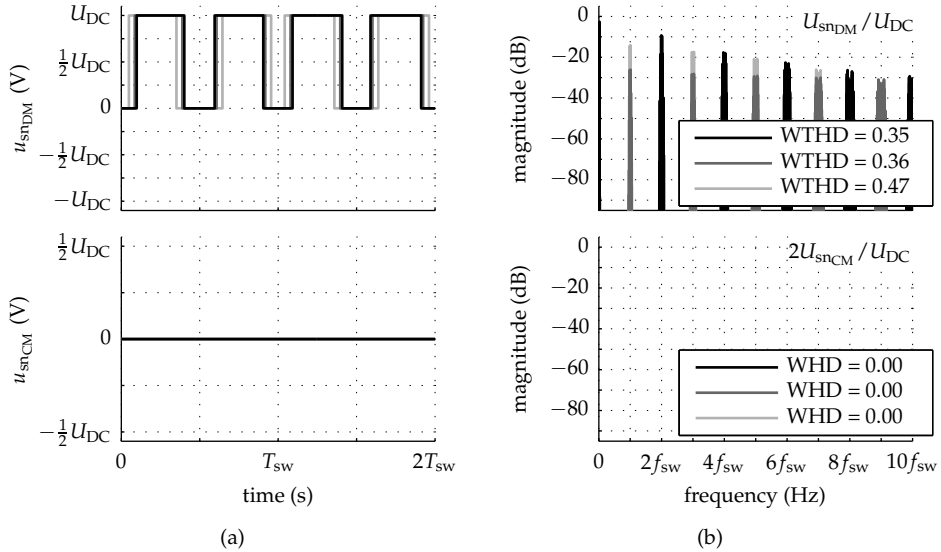 U_DC
½U_DC
0
−½U_DC
−U_DC
u_snDM (V)
½U_DC
0
−½U_DC
u_snCM (V)
0
T_sw
2T_sw
time (s)
(a)
0
−20
−40
−60
−80
magnitude (dB)
U_snDM/U_DC
WTHD = 0.35
WTHD = 0.36
WTHD = 0.47
0
−20
−40
−60
−80
magnitude (dB)
2U_snCM/U_DC
WHD = 0.00
WHD = 0.00
WHD = 0.00
0
2f_sw
4f_sw
6f_sw
8f_sw
10f_sw
frequency (Hz)
(b)